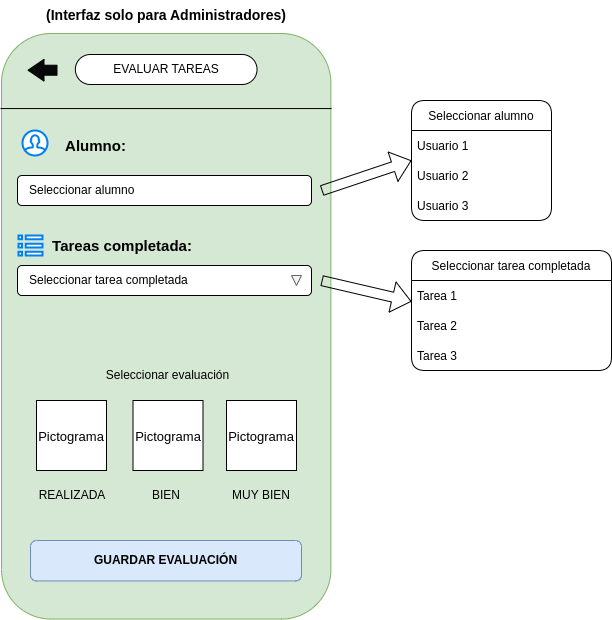 (Interfaz solo para Administradores)
EVALUAR TAREAS
Alumno:
Seleccionar alumno
Seleccionar alumno
Usuario 1
Usuario 2
Usuario 3
Tareas completada:
Seleccionar tarea completada
Seleccionar tarea completada
Tarea 1
Tarea 2
Tarea 3
Seleccionar evaluación
Pictograma Pictograma Pictograma
REALIZADA BIEN MUY BIEN
GUARDAR EVALUACIÓN